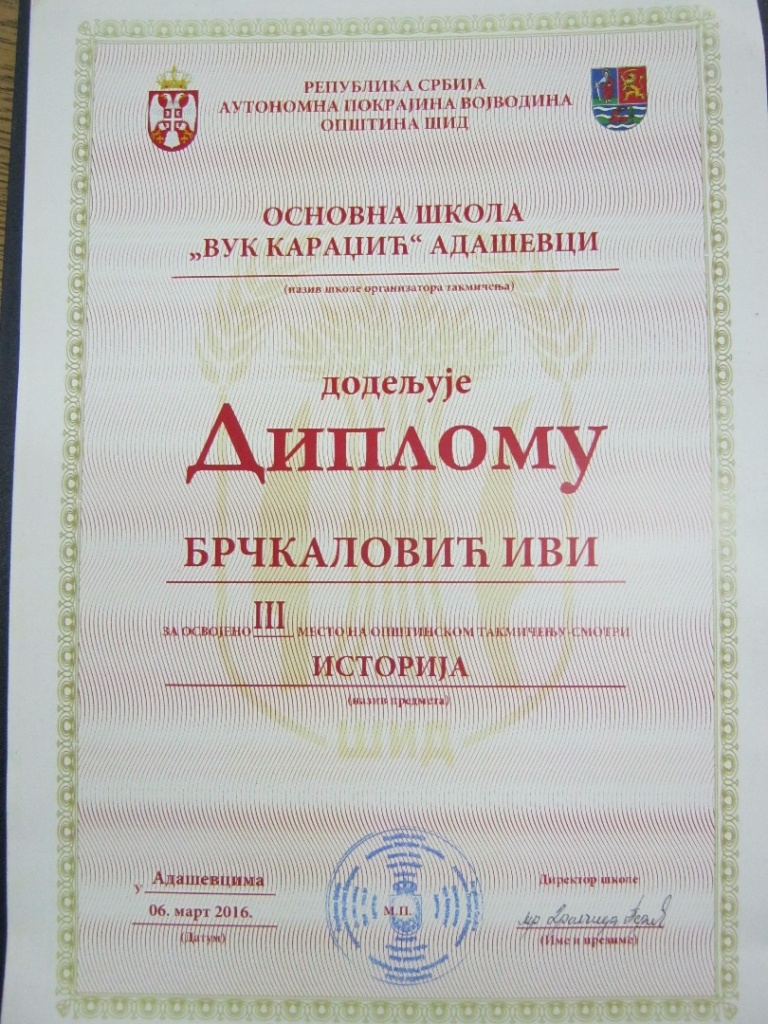 РЕПУБЛИКА СРБИЈА
АУТОНОМНА ПОКРАЈИНА ВОЈВОДИНА
ОПШТИНА ШИД
ОСНОВНА ШКОЛА
„ВУК КАРАЏИЋ“ АДАШЕВЦИ
(назив школе организатора такмичења)
додељује
Диплому
БРЧКАЛОВИЋ ИВИ
ЗА ОСВОЈЕНО III МЕСТО НА ОПШТИНСКОМ ТАКМИЧЕЊУ-СМОТРИ
ИСТОРИЈА
(назив предмета)
ШИД
у Адашевцима
06. март 2016.
(Датум)
М.П.
Директор школе
мр
(Име и презиме)